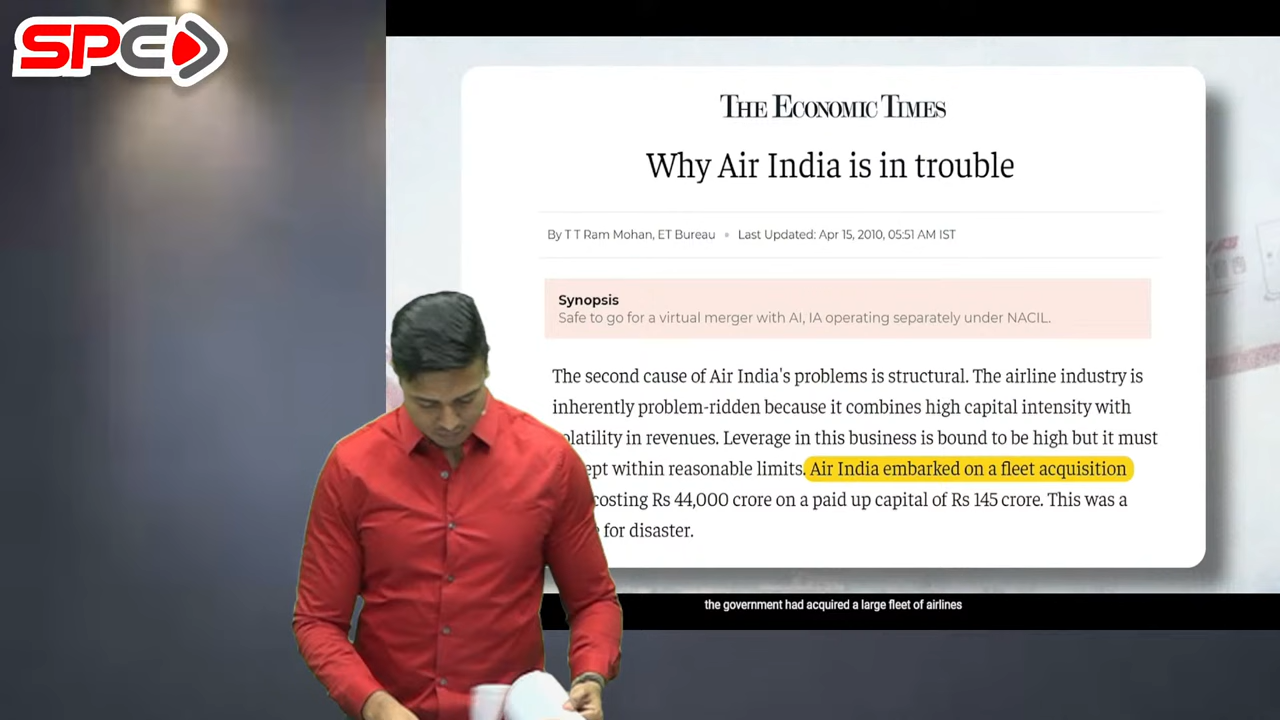 SPE
THE ECONOMIC TIMES
Why Air India is in trouble
By T T Ram Mohan, ET Bureau • Last Updated: Apr 15, 2010, 05:51 AM IST
Synopsis
Safe to go for a virtual merger with AI, IA operating separately under NACIL.
The second cause of Air India's problems is structural. The airline industry is
inherently problem-ridden because it combines high capital intensity with
olatility in revenues. Leverage in this business is bound to be high but it must
ept within reasonable limits. Air India embarked on a fleet acquisition
costing Rs 44,000 crore on a paid up capital of Rs 145 crore. This was a
for disaster.
the government had acquired a large fleet of airlines